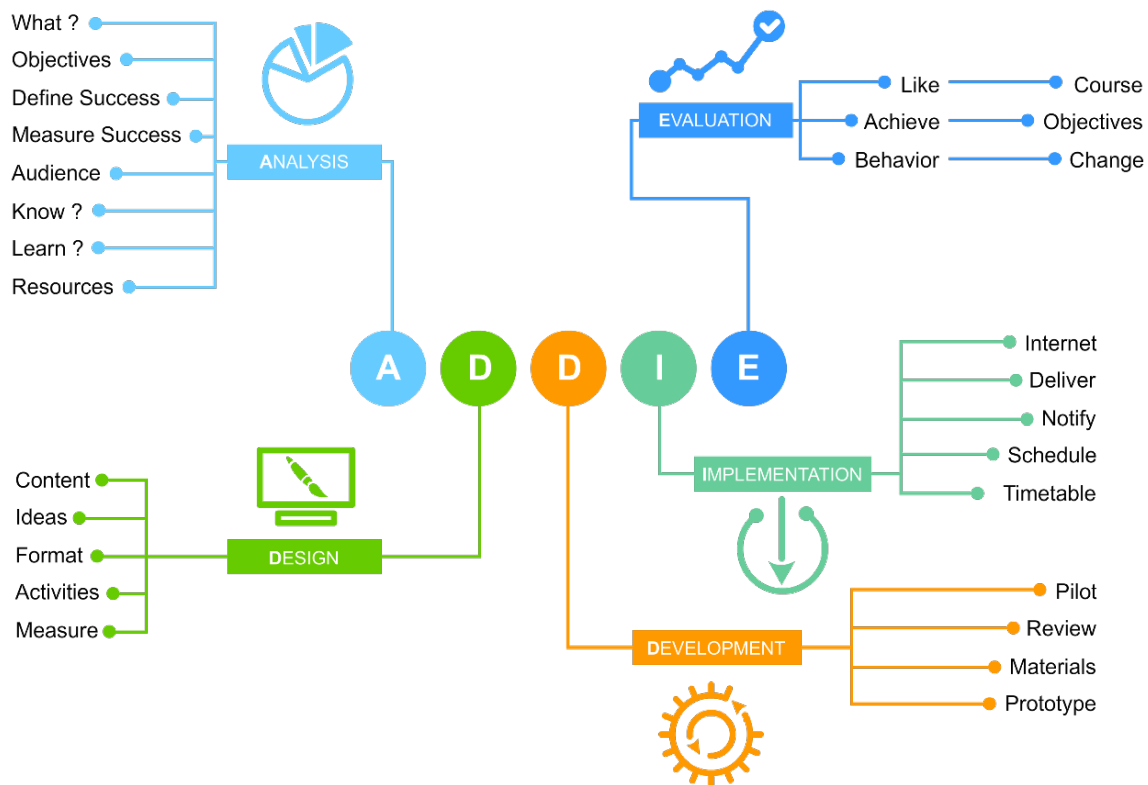 What ?
Objectives
Define Success
Measure Success
Audience
Know ?
Learn ?
Resources
ANALYSIS
EVALUATION
Like Course
Achieve Objectives
Behavior Change
A D D I E
Content
Ideas
Format
Activities
Measure
DESIGN
IMPLEMENTATION
Internet
Deliver
Notify
Schedule
Timetable
DEVELOPMENT
Pilot
Review
Materials
Prototype